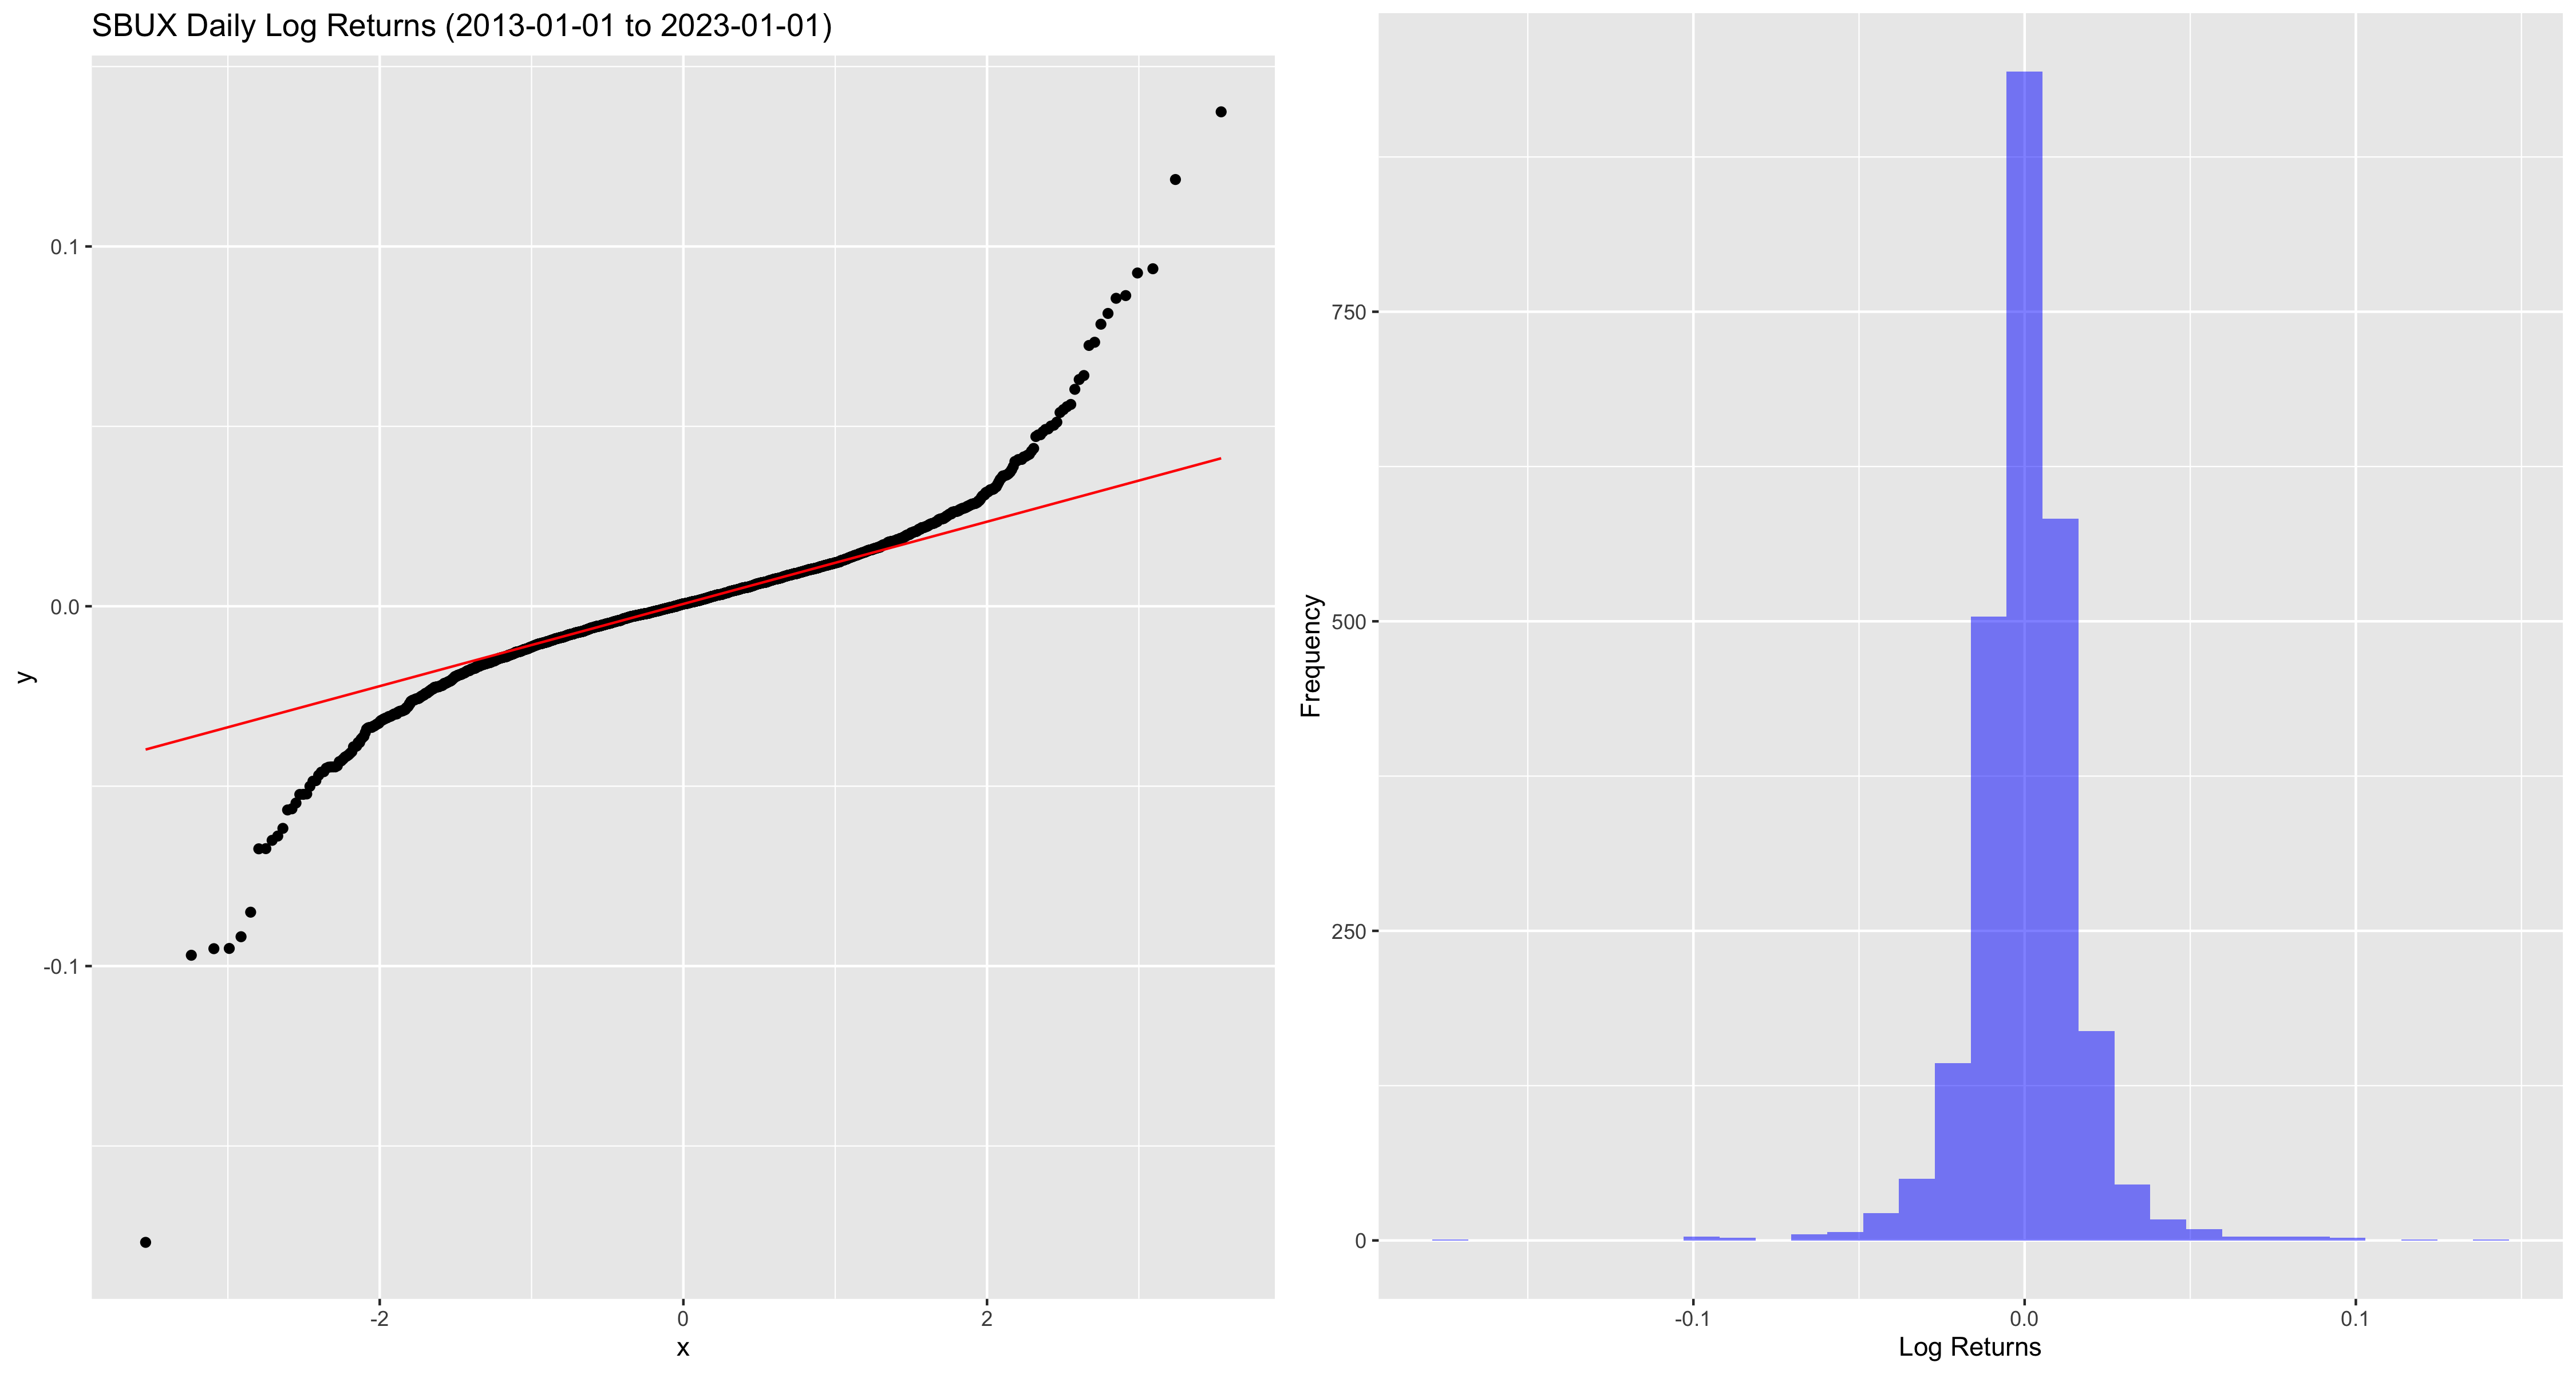 SBUX Daily Log Returns (2013-01-01 to 2023-01-01)
y
0.1
0.0
-0.1
-2
0
2
x
Frequency
750
500
250
0
-0.1
0.0
0.1
Log Returns